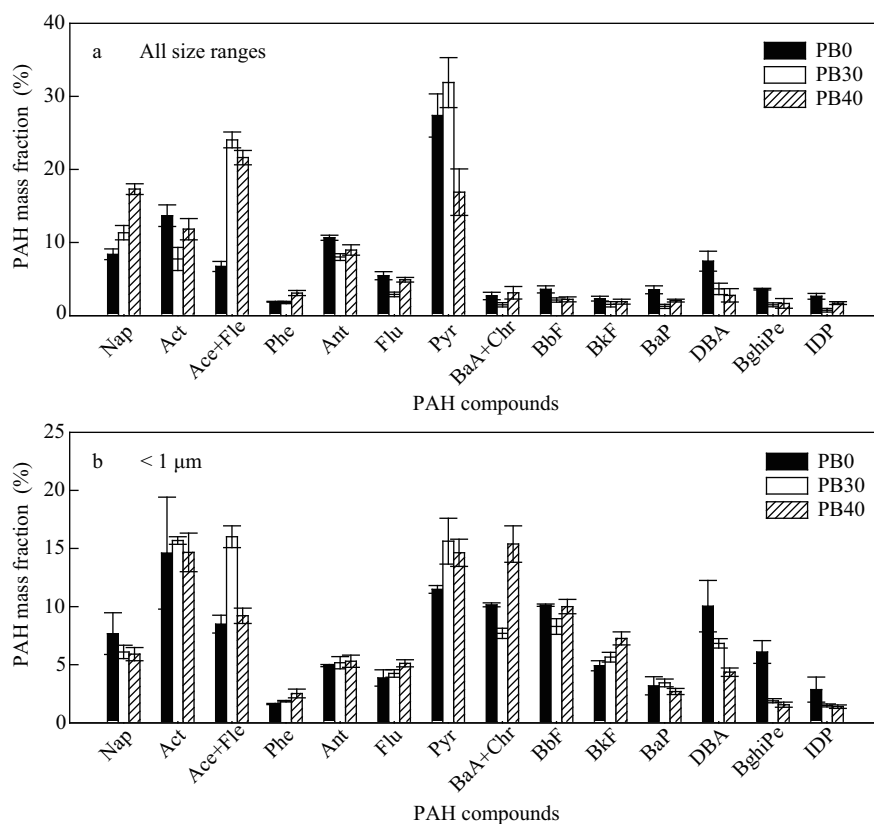 40
30
20
10
0
PAH mass fraction (%)
a All size ranges
PB0
PB30
PB40
Nap Act Ace+Fle Phe Ant Flu Pyr BaA+Chr BbF BkF BaP DBA BghiPe IDP
PAH compounds
25
20
15
10
5
0
PAH mass fraction (%)
b < 1 μm
PB0
PB30
PB40
Nap Act Ace+Fle Phe Ant Flu Pyr BaA+Chr BbF BkF BaP DBA BghiPe IDP
PAH compounds